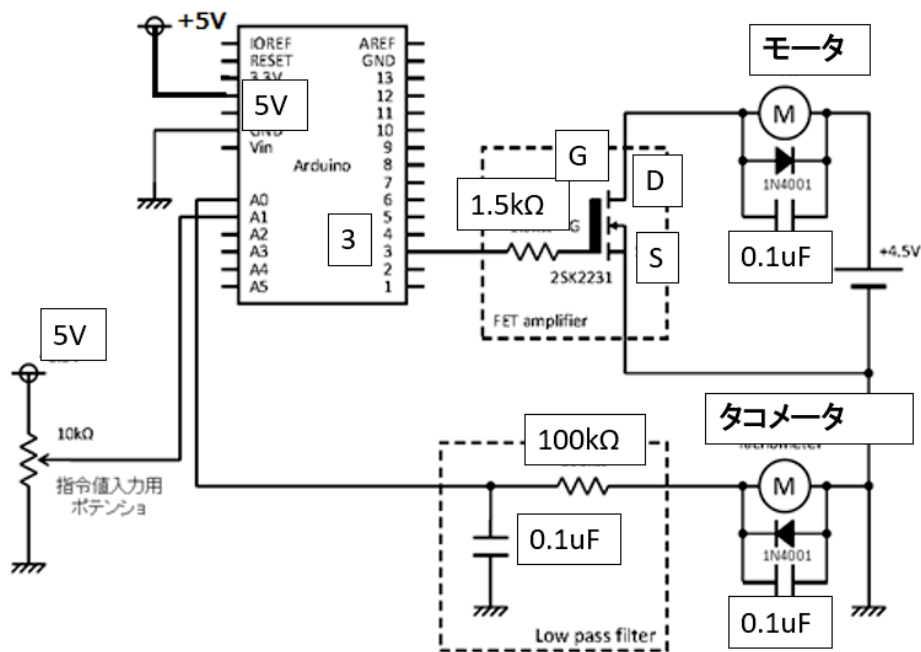 +5V
IOREF
RESET
3.3V
5V
GND
Vin
A0
A1
A2
A3
A4
A5
Arduino
AREF
GND
13
12
11
10
9
8
7
6
5
4
3
3
2
1
モータ
M
1N4001
0.1uF
+4.5V
G
D
1.5kΩ
G
S
2SK2231
FET amplifier
5V
10kΩ
指令値入力用
ポテンショ
タコメータ
M
1N4001
0.1uF
100kΩ
0.1uF
Low pass filter